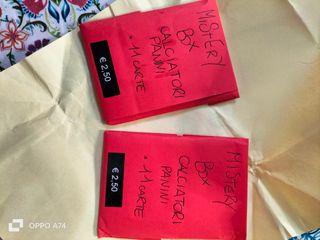 MISTERY
BOX
CALCIATORI
PANINI
• 11 CARTE
€ 2,50
MISTERY
BOX
CALCIATORI
PANINI
• 11 CARTE
€ 2,50
OPPO A74